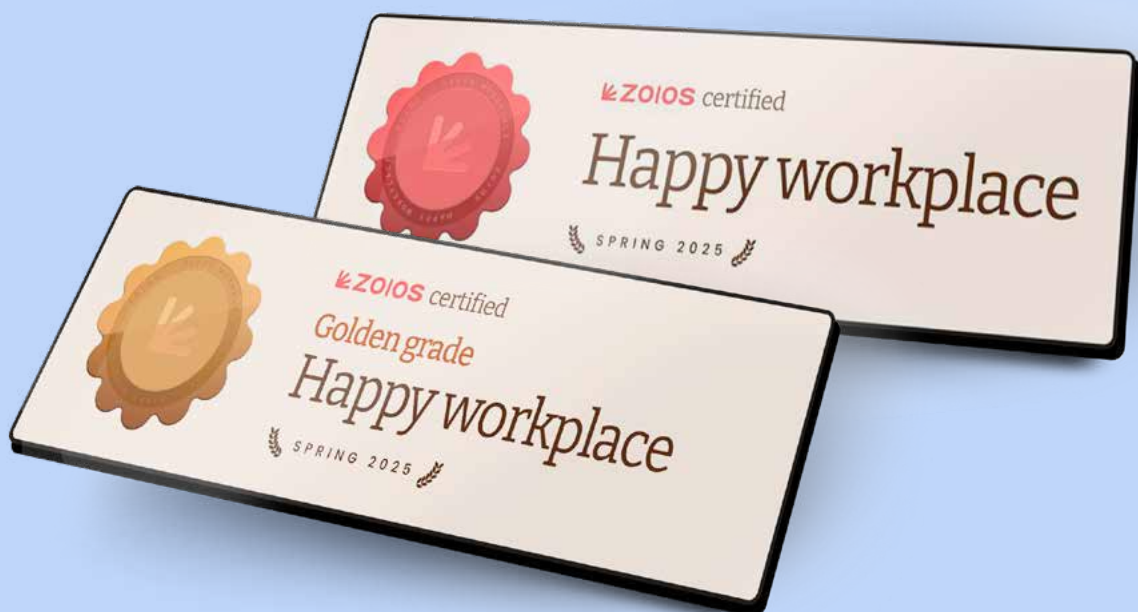 ZOIOS certified
Happy workplace
SPRING 2025
ZOIOS certified
Golden grade
Happy workplace
SPRING 2025